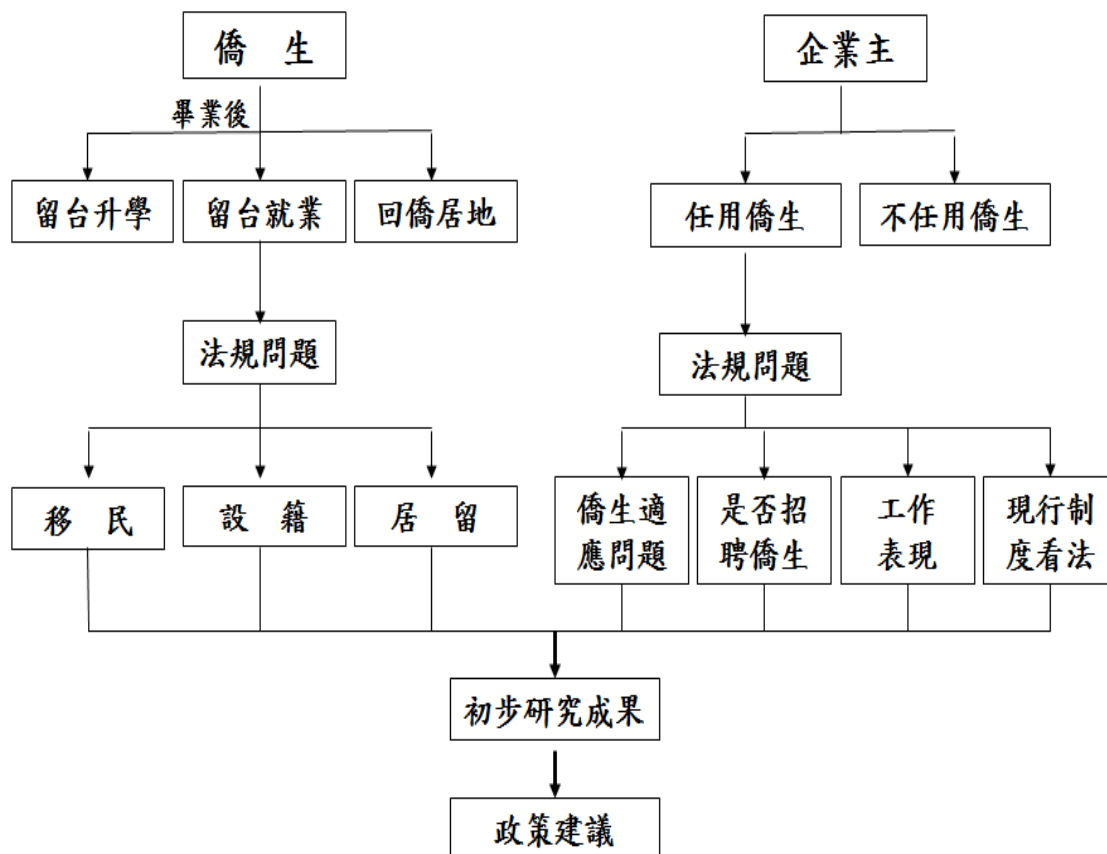 僑 生
企業主
畢業後
留台升學
留台就業
回僑居地
任用僑生
不任用僑生
法規問題
法規問題
移 民
設 籍
居 留
僑生適
應問題
是否招
聘僑生
工作
表現
現行制
度看法
初步研究成果
政策建議